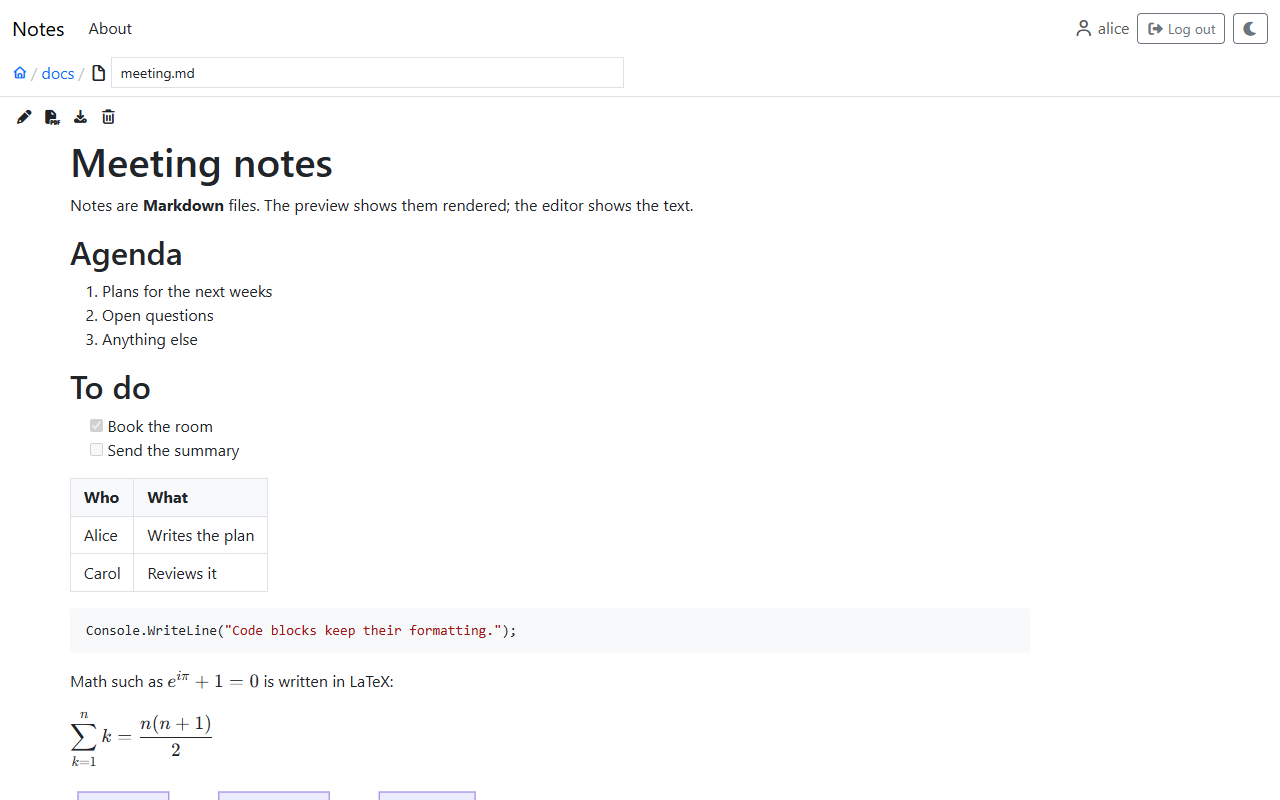 Notes About alice Log out
/ docs / meeting.md
PDF
Meeting notes
Notes are Markdown files. The preview shows them rendered; the editor shows the text.
Agenda
1. Plans for the next weeks
2. Open questions
3. Anything else
To do
Book the room
Send the summary
Who What
Alice Writes the plan
Carol Reviews it
Console.WriteLine("Code blocks keep their formatting.");
Math such as e^{iπ} + 1 = 0 is written in LaTeX:
\sum_{k=1}^{n} k = \frac{n(n + 1)}{2}